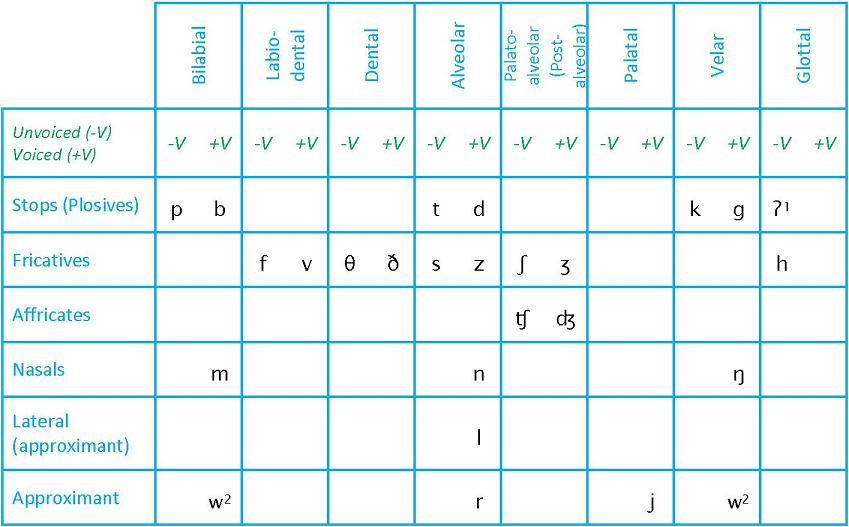 Bilabial
Labio-
dental
Dental
Alveolar
Palato-
alveolar
(Post-
alveolar)
Palatal
Velar
Glottal
Unvoiced (-V)
Voiced (+V)
-V +V -V +V -V +V -V +V -V +V -V +V -V +V -V +V
Stops (Plosives) p b t d k g ʔ¹
Fricatives f v θ ð s z ʃ ʒ h
Affricates ʧ ʤ
Nasals m n ŋ
Lateral
(approximant) l
Approximant w² r j w²